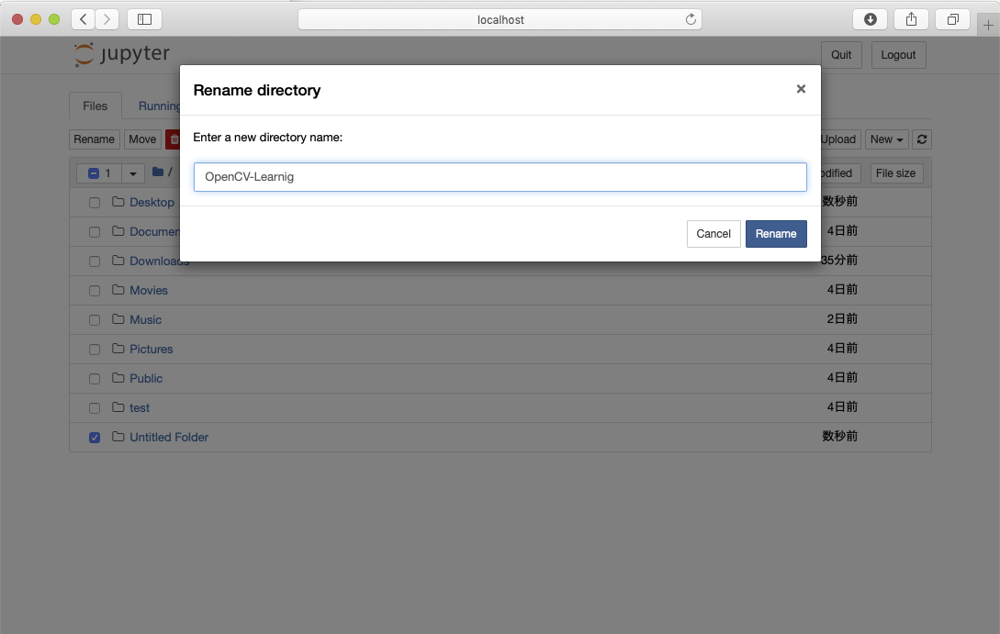 localhost
jupyter
Quit
Logout
Rename directory
×
Files
Running
Enter a new directory name:
Rename
Move
Upload
New
1
/
OpenCV-Learnig
File size
Desktop
数秒前
4日前
Cancel
Rename
Downloads
35分前
Movies
4日前
Music
2日前
Pictures
4日前
Public
4日前
test
4日前
Untitled Folder
数秒前